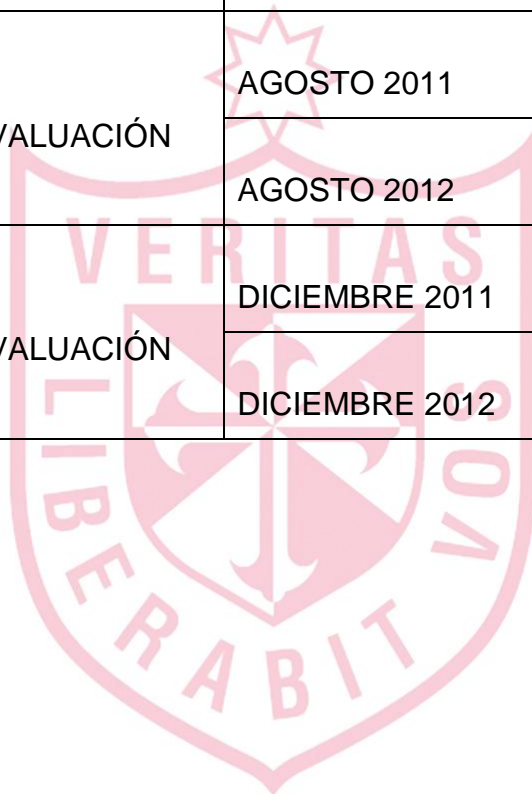 AGOSTO 2011
VALUACIÓN
AGOSTO 2012
VERITAS
DICIEMBRE 2011
VALUACIÓN
DICIEMBRE 2012
LIBERABIT VOS